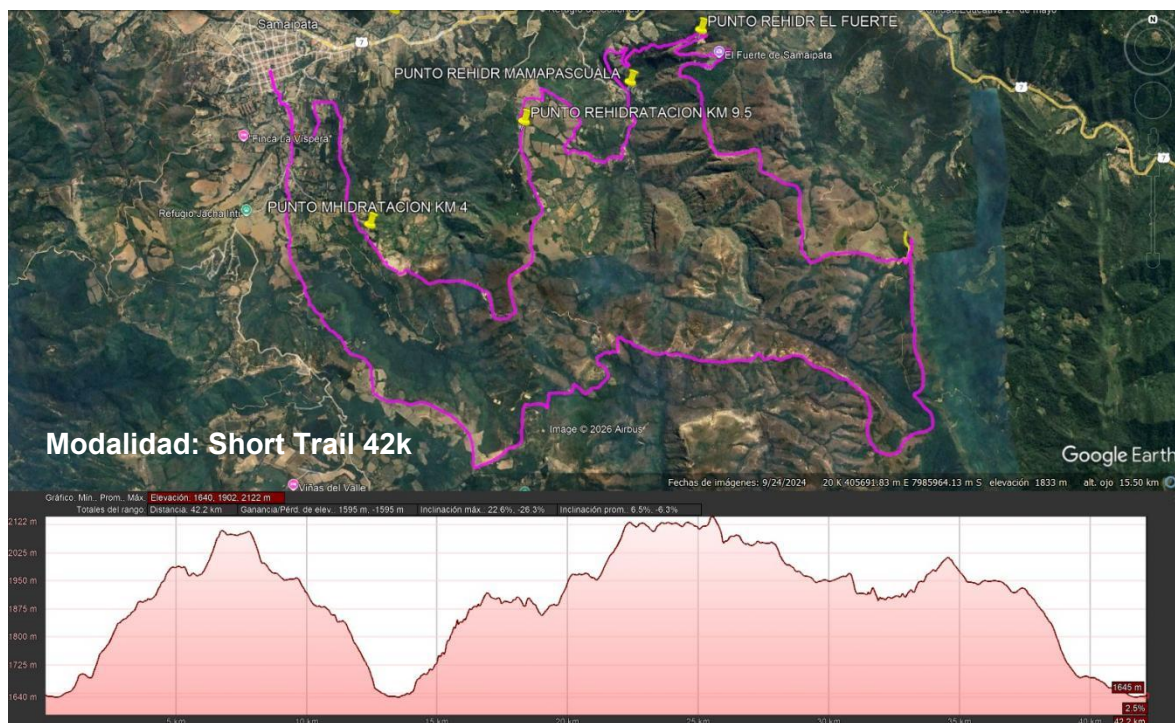 Samaipata
7
PUNTO REHIDR EL FUERTE
El Fuerte de Samaipata
N
PUNTO REHIDR MAMAPASCUALA
7
PUNTO REHIDRATACION KM 9.5
Finca La Víspera
7
Refugio Jacha Inti
PUNTO MHIDRATACION KM 4
Image © 2026 Airbus
Modalidad: Short Trail 42k
Google Earth
Viñas del Valle
Fechas de imágenes: 9/24/2024 20 K 405691.83 m E 7985964.13 m S elevación 1833 m alt. ojo 15.50 km
Gráfico. Mín., Prom., Máx. Elevación: 1640, 1902, 2122 m
Totales del rango: Distancia: 42.2 km Ganancia/Pérd. de elev.: 1595 m, -1595 m Inclinación máx.: 22.6%, -26.3% Inclinación prom.: 6.5%, -6.3%
2122 m
2025 m
1950 m
1875 m
1800 m
1725 m
1640 m
1645 m
2.5%
5 km 10 km 15 km 20 km 25 km 30 km 35 km 40 km 42.2 km